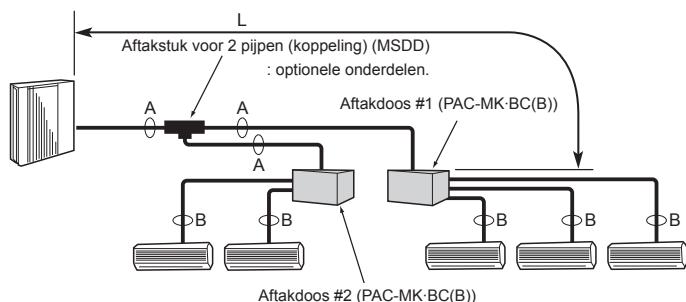 L
Aftakstuk voor 2 pijpen (koppeling) (MSDD)
: optionele onderdelen.
Aftakdoos #1 (PAC-MK·BC(B))
A
A
A
B
B
B
B
B
Aftakdoos #2 (PAC-MK·BC(B))